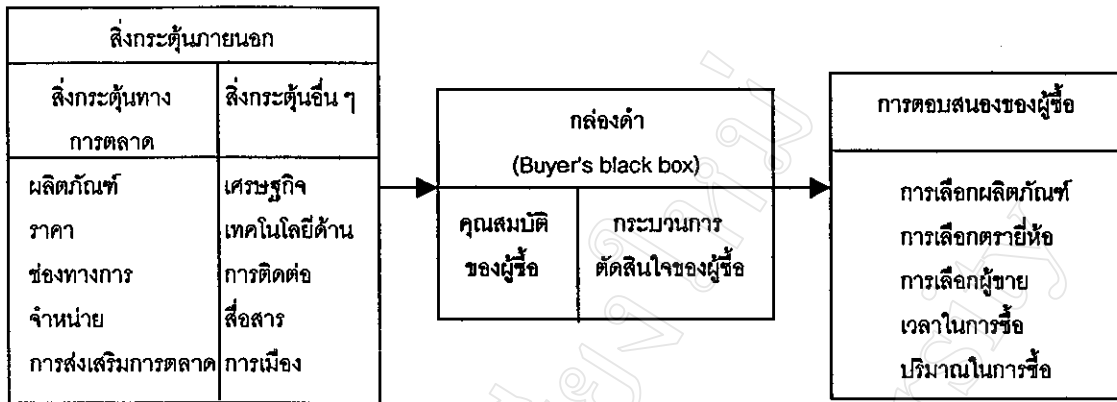 สิ่งกระตุ้นภายนอก
สิ่งกระตุ้นทาง
การตลาด
สิ่งกระตุ้นอื่น ๆ
ผลิตภัณฑ์
ราคา
ช่องทางการ
จำหน่าย
การส่งเสริมการตลาด
เศรษฐกิจ
เทคโนโลยีด้าน
การติดต่อ
สื่อสาร
การเมือง
กล่องดำ
(Buyer's black box)
คุณสมบัติ
ของผู้ซื้อ
กระบวนการ
ตัดสินใจของผู้ซื้อ
การตอบสนองของผู้ซื้อ
การเลือกผลิตภัณฑ์
การเลือกตรายี่ห้อ
การเลือกผู้ขาย
เวลาในการซื้อ
ปริมาณในการซื้อ